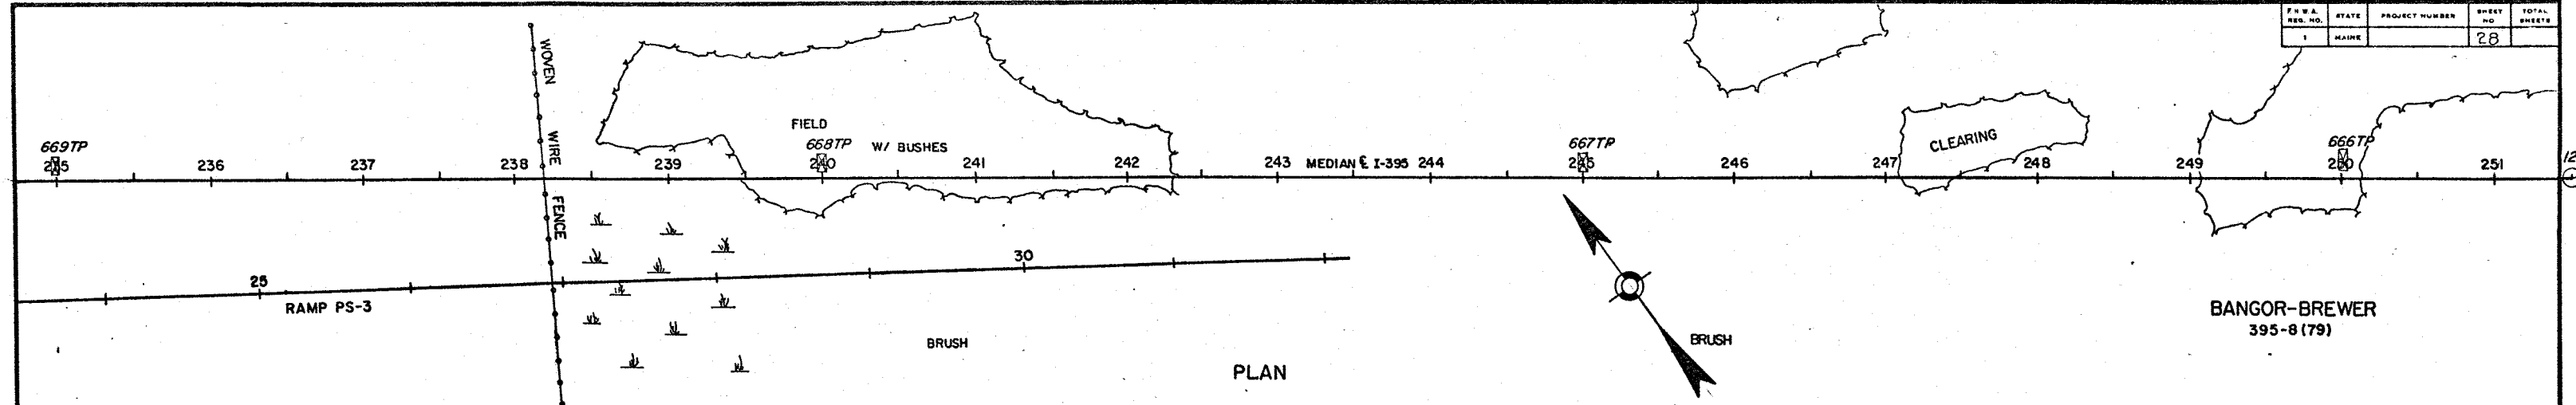 F H W A REG. NO. STATE PROJECT NUMBER SHEET NO TOTAL SHEETS
1 MAINE 28
WOVEN WIRE FENCE
FIELD
W/ BUSHES
CLEARING
669TP 668TP 667TP 666TP
235 236 237 238 239 240 241 242 243 MEDIAN ℄ I-395 244 245 246 247 248 249 250 251 12
25 30
RAMP PS-3
BRUSH
BRUSH
PLAN
BANGOR-BREWER
395-8(79)